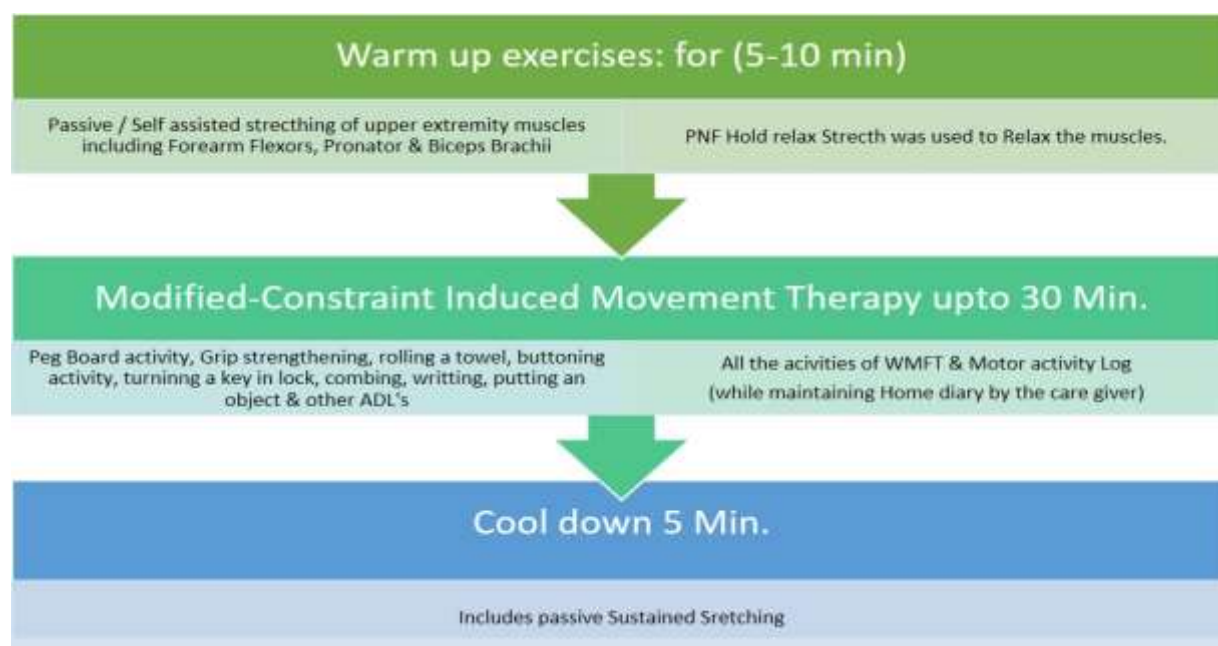 Warm up exercises: for (5-10 min)
Passive / Self assisted strecthing of upper extremity muscles
including Forearm Flexors, Pronator & Biceps Brachii
PNF Hold relax Strecth was used to Relax the muscles.
Modified-Constraint Induced Movement Therapy upto 30 Min.
Peg Board activity, Grip strengthening, rolling a towel, buttoning
activity, turninng a key in lock, combing, writting, putting an
object & other ADL's
All the acivities of WMFT & Motor activity Log
(while maintaining Home diary by the care giver)
Cool down 5 Min.
Includes passive Sustained Sretching